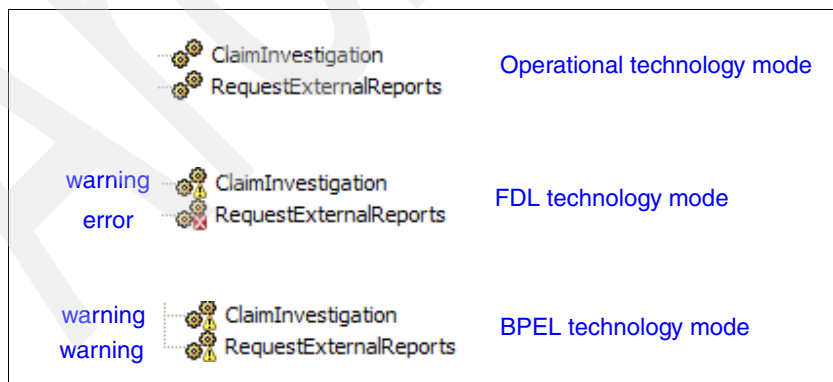 ClaimInvestigation
RequestExternalReports
Operational technology mode
warning ClaimInvestigation
error RequestExternalReports
FDL technology mode
warning ClaimInvestigation
warning RequestExternalReports
BPEL technology mode